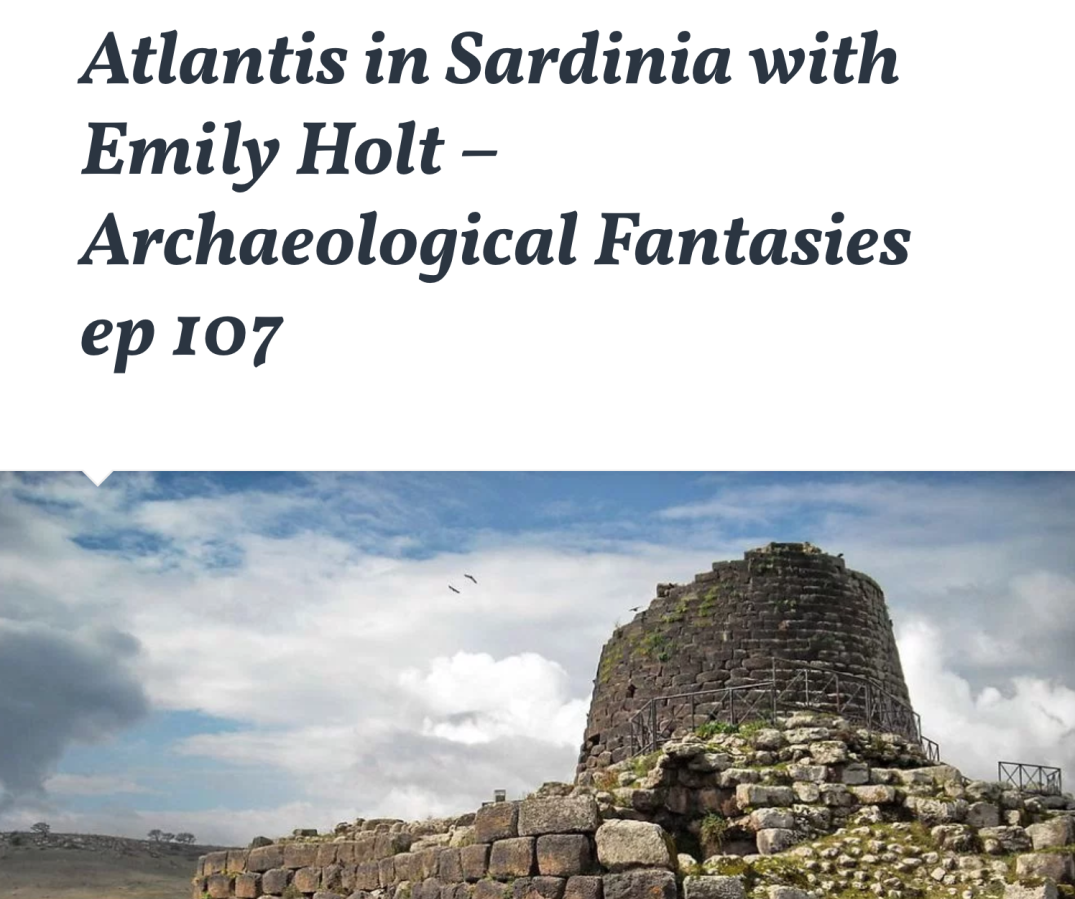 Atlantis in Sardinia with
Emily Holt –
Archaeological Fantasies
ep 107